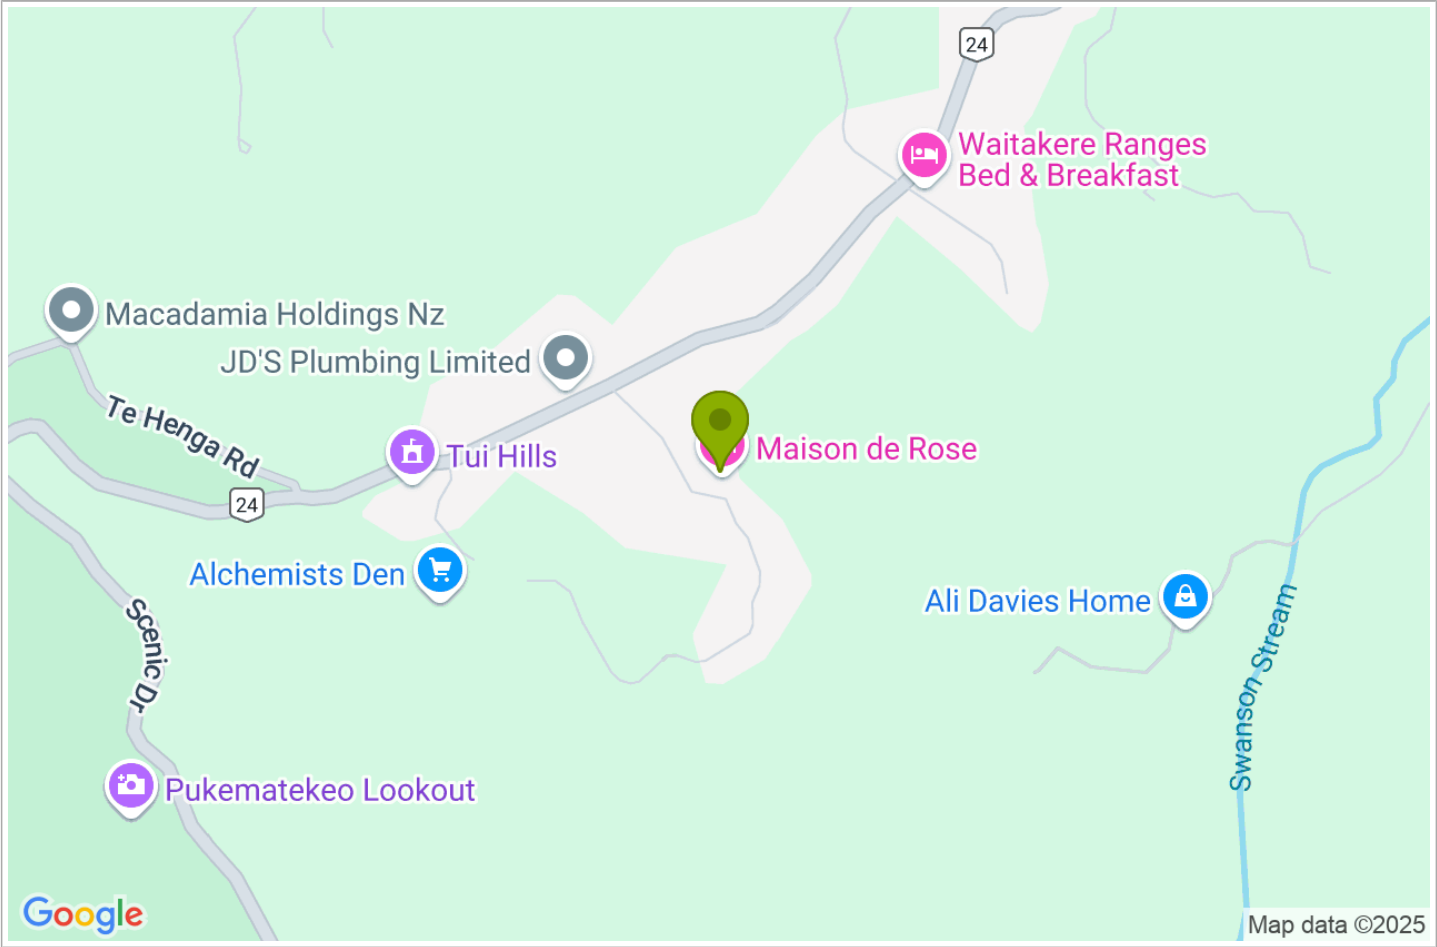 24
Waitakere Ranges
Bed & Breakfast
Macadamia Holdings Nz
JD'S Plumbing Limited
Te Henga Rd
Tui Hills
Maison de Rose
24
Alchemists Den
Ali Davies Home
Scenic Dr
Swanson Stream
Pukematekeo Lookout
Google
Map data ©2025